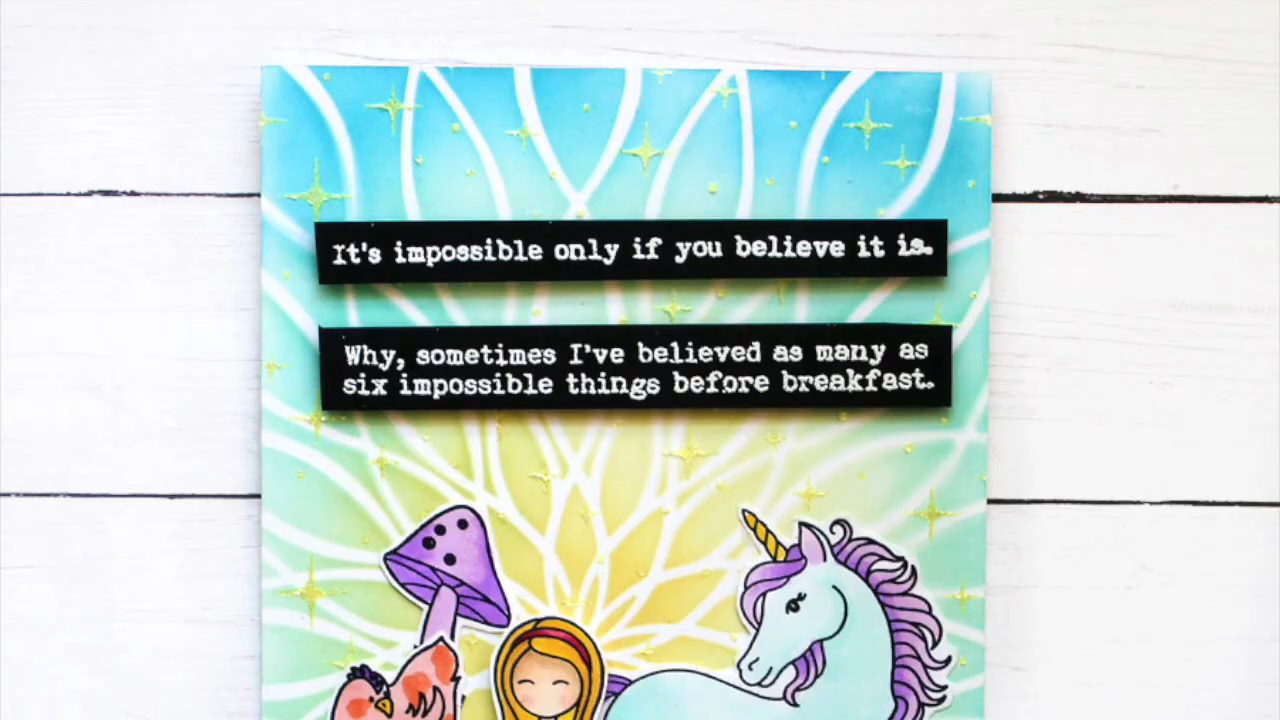 It's impossible only if you believe it is.
Why, sometimes I've believed as many as
six impossible things before breakfast.